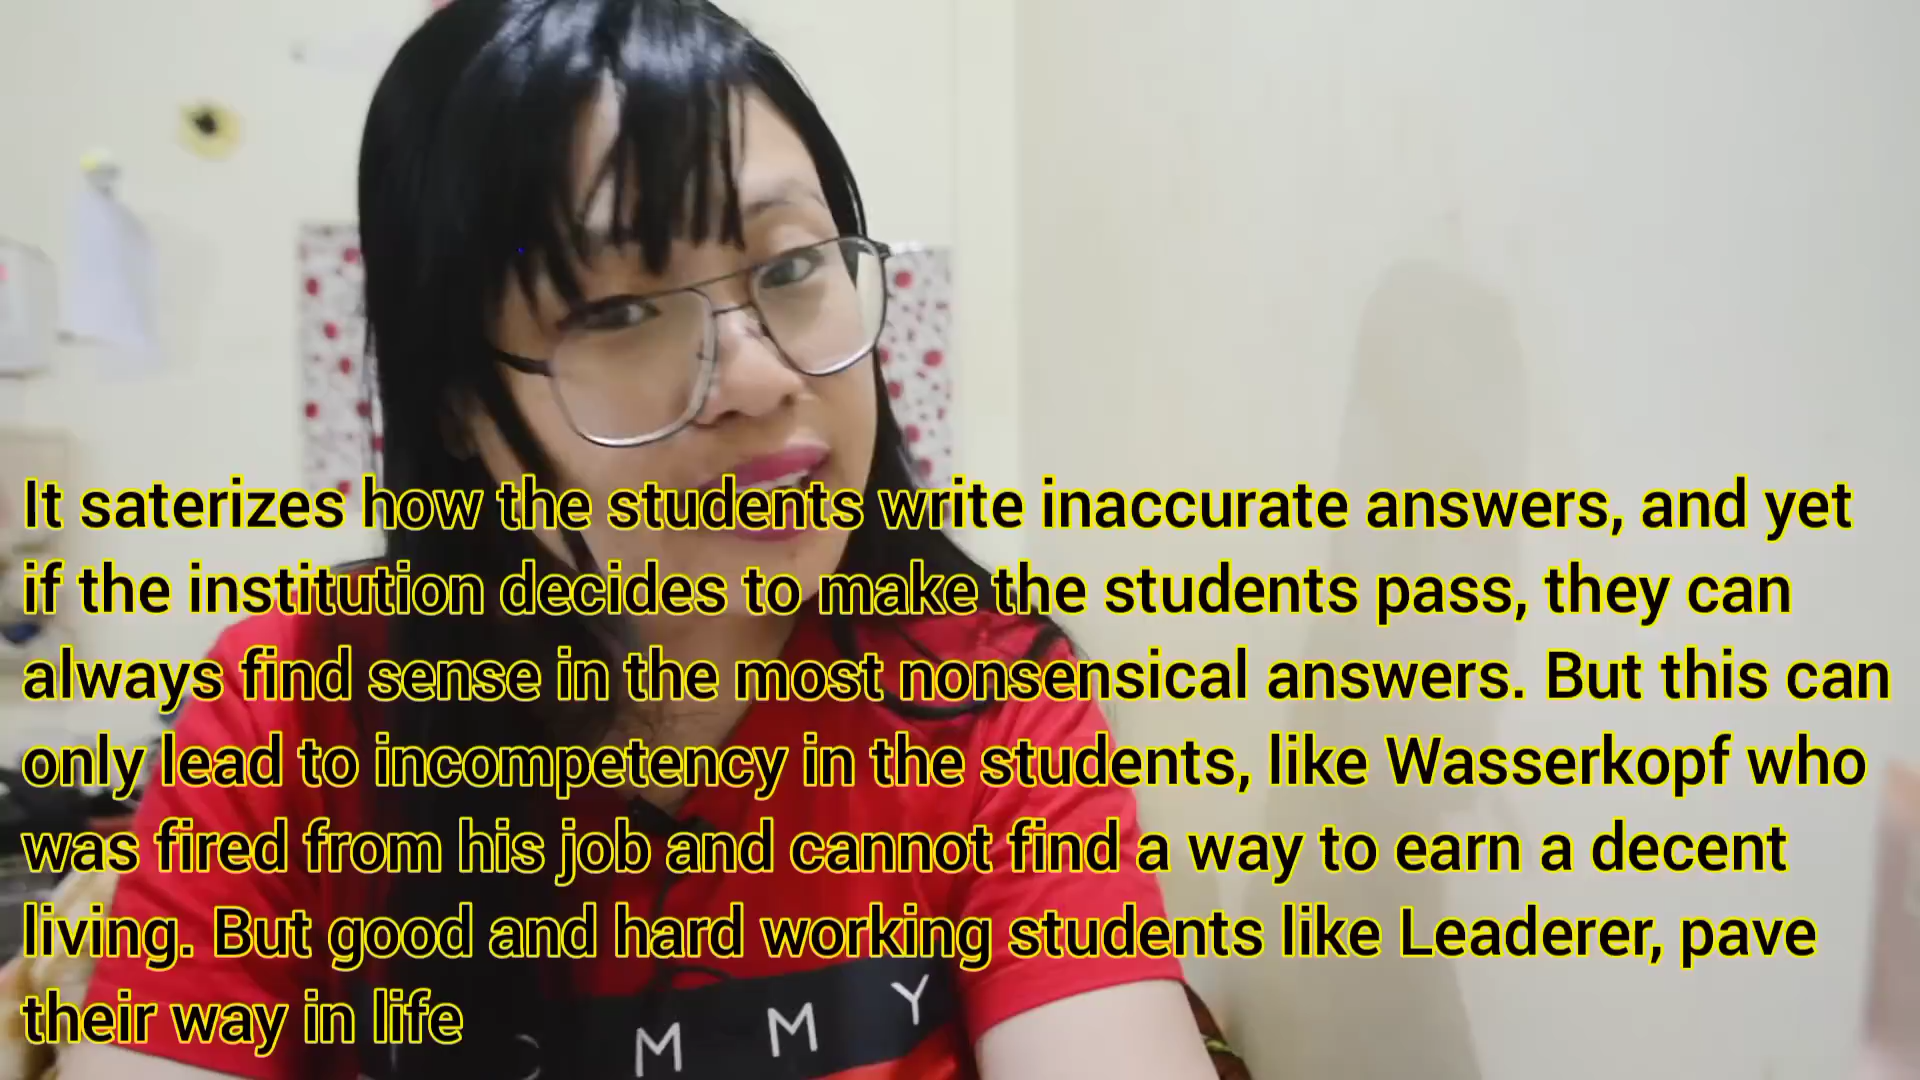 It saterizes how the students write inaccurate answers, and yet
if the institution decides to make the students pass, they can
always find sense in the most nonsensical answers. But this can
only lead to incompetency in the students, like Wasserkopf who
was fired from his job and cannot find a way to earn a decent
living. But good and hard working students like Leaderer, pave
their way in life
OMMY